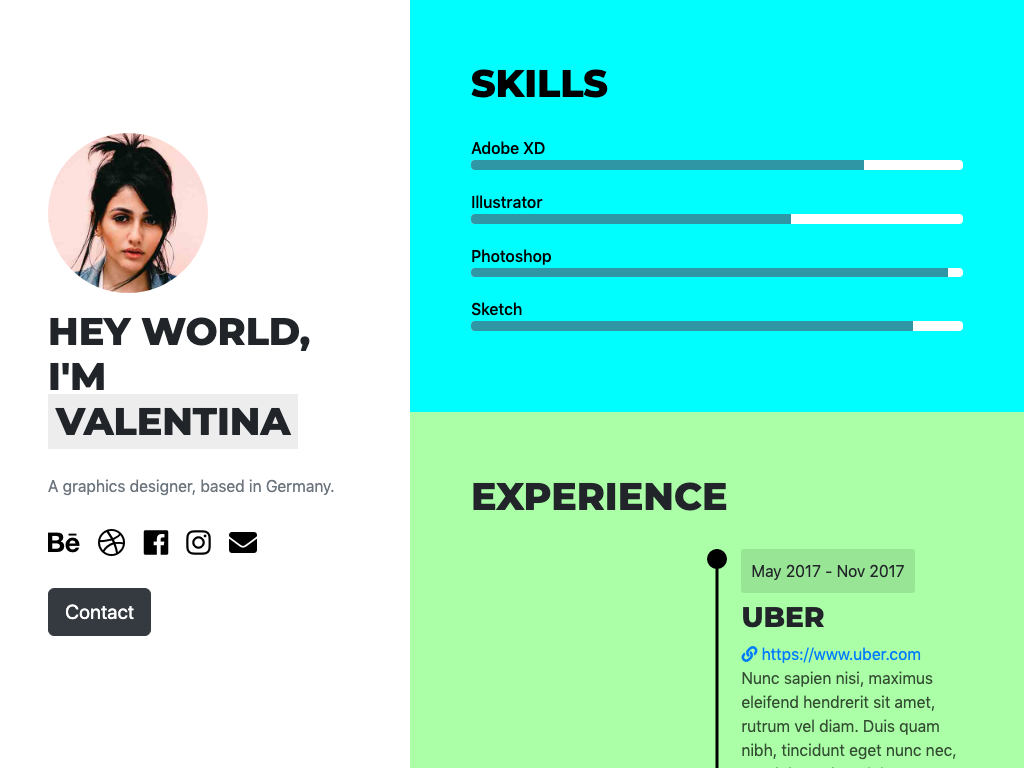 HEY WORLD,
I'M
VALENTINA
A graphics designer, based in Germany.
Bē
Contact
SKILLS
Adobe XD
Illustrator
Photoshop
Sketch
EXPERIENCE
May 2017 - Nov 2017
UBER
https://www.uber.com
Nunc sapien nisi, maximus
eleifend hendrerit sit amet,
rutrum vel diam. Duis quam
nibh, tincidunt eget nunc nec,